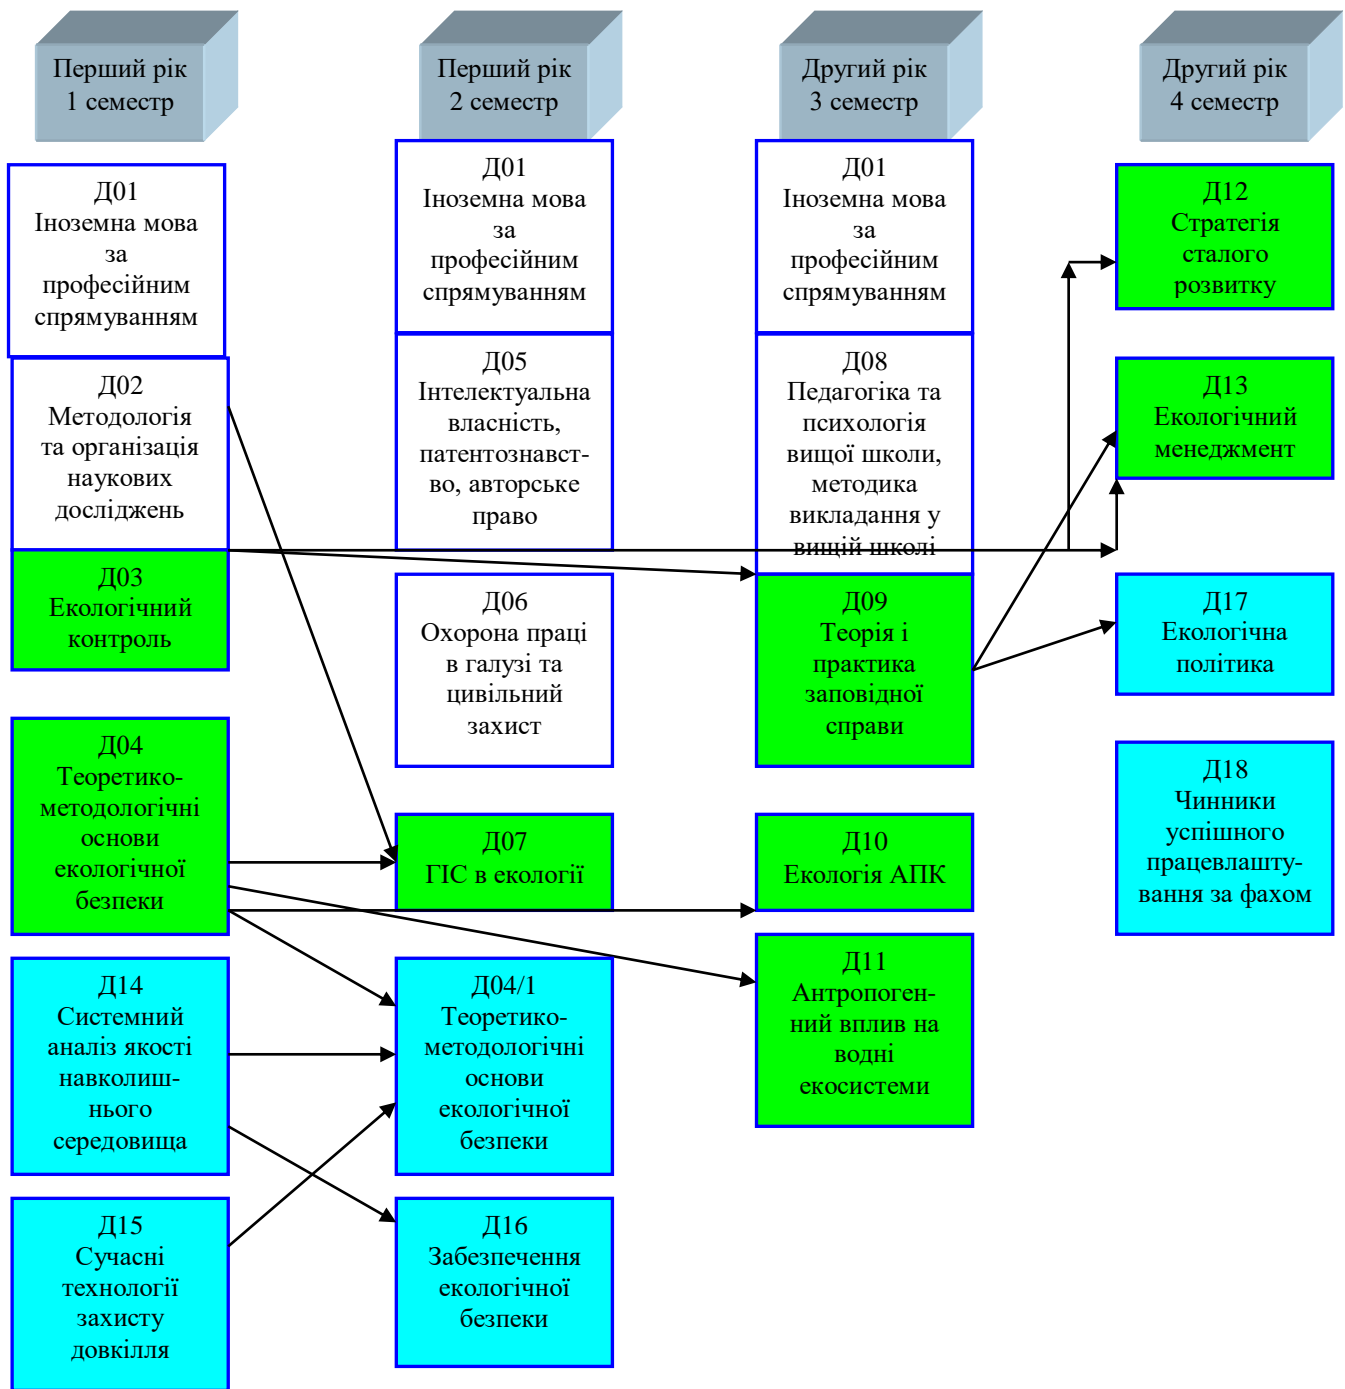 Перший рік
1 семестр
Перший рік
2 семестр
Другий рік
3 семестр
Другий рік
4 семестр
Д01
Іноземна мова
за
професійним
спрямуванням
Д02
Методологія
та організація
наукових
досліджень
Д03
Екологічний
контроль
Д04
Теоретико-
методологічні
основи
екологічної
безпеки
Д14
Системний
аналіз якості
навколиш-
нього
середовища
Д15
Сучасні
технології
захисту
довкілля
Д01
Іноземна мова
за
професійним
спрямуванням
Д05
Інтелектуальна
власність,
патентознавст-
во, авторське
право
Д06
Охорона праці
в галузі та
цивільний
захист
Д07
ГІС в екології
Д04/1
Теоретико-
методологічні
основи
екологічної
безпеки
Д16
Забезпечення
екологічної
безпеки
Д01
Іноземна мова
за
професійним
спрямуванням
Д08
Педагогіка та
психологія
вищої школи,
методика
викладання у
вищій школі
Д09
Теорія і
практика
заповідної
справи
Д10
Екологія АПК
Д11
Антропоген-
ний вплив на
водні
екосистеми
Д12
Стратегія
сталого
розвитку
Д13
Екологічний
менеджмент
Д17
Екологічна
політика
Д18
Чинники
успішного
працевлашту-
вання за фахом